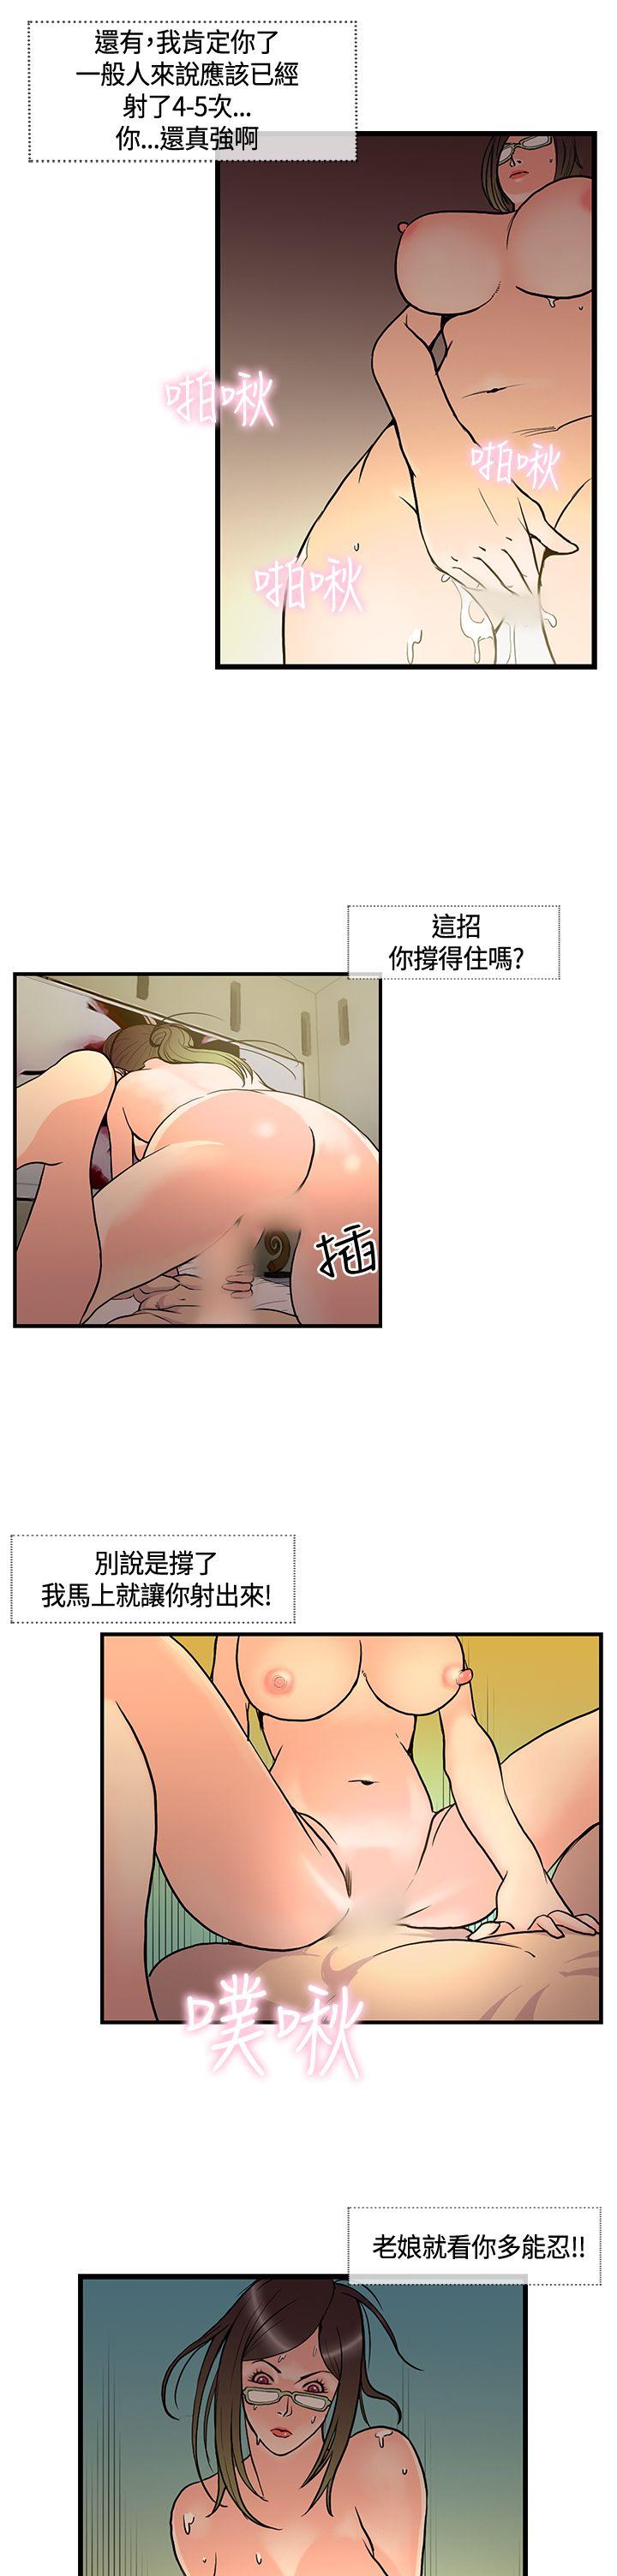 還有,我肯定你了
一般人來說應該已經
射了4-5次...
你...還真強啊
啪啾
啪啾
啪啾
這招
你撐得住嗎?
插
別說是撐了
我馬上就讓你射出來!
噗啾
老娘就看你多能忍!!